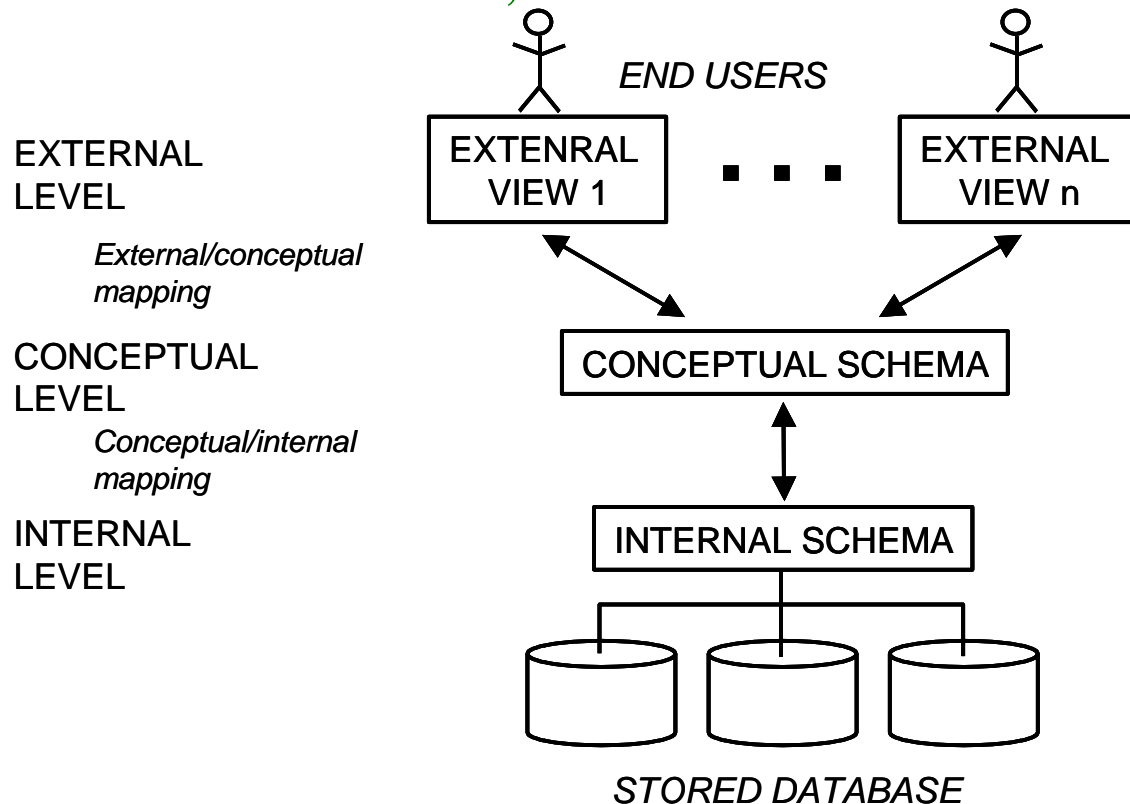 END USERS
EXTERNAL
LEVEL
EXTENRAL
VIEW 1
EXTERNAL
VIEW n
External/conceptual
mapping
CONCEPTUAL
LEVEL
CONCEPTUAL SCHEMA
Conceptual/internal
mapping
INTERNAL
LEVEL
INTERNAL SCHEMA
STORED DATABASE